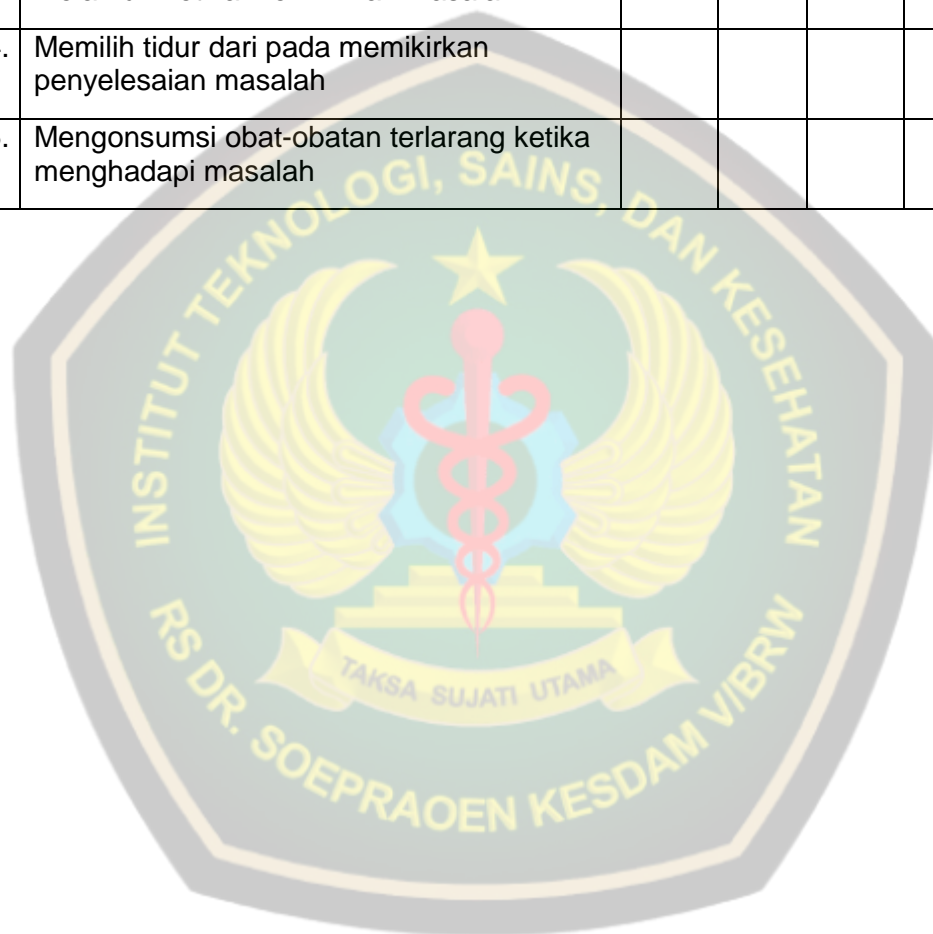 Memilih tidur dari pada memikirkan
penyelesaian masalah
Mengonsumsi obat-obatan terlarang ketika
menghadapi masalah
INSTITUT TEKNOLOGI, SAINS, DAN KESEHATAN
TAKSA SUJATI UTAMA
RS DR. SOEPRAOEN KESDAM V/BRW